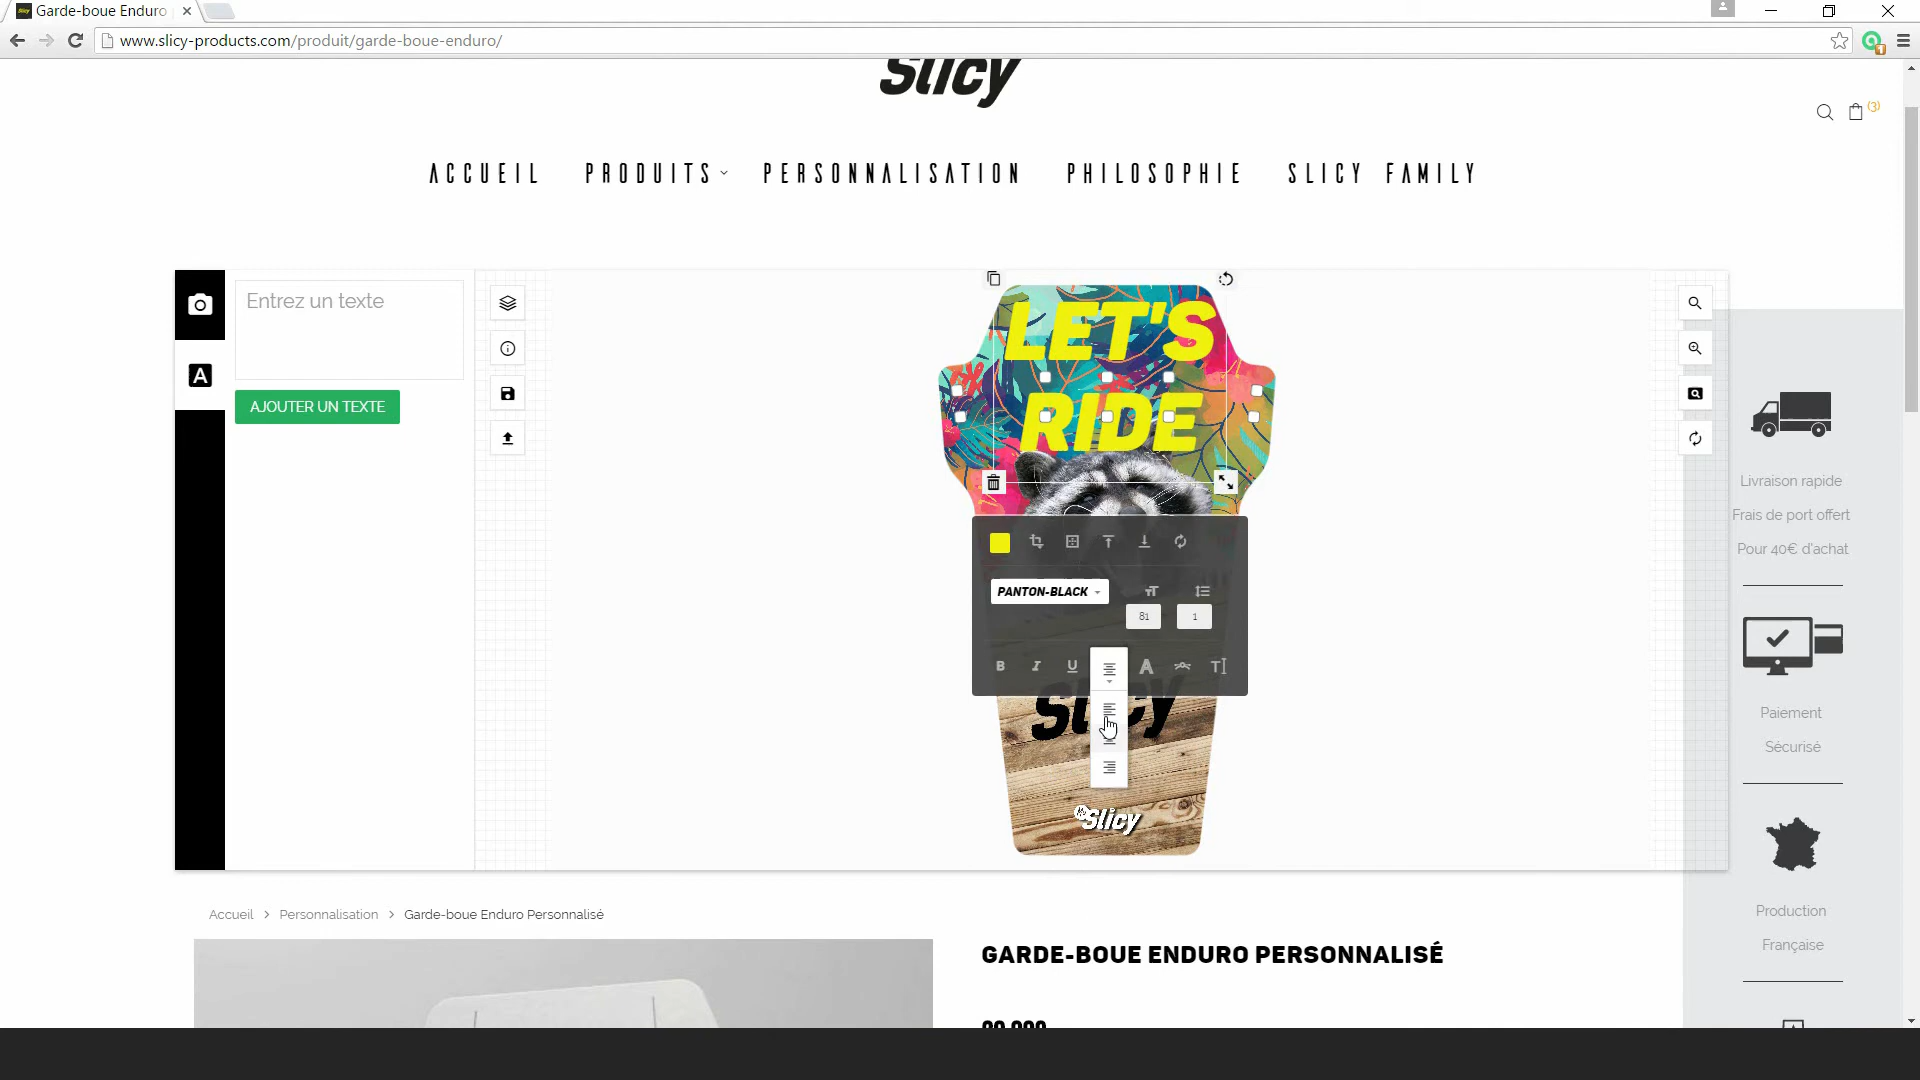 Garde-boue Enduro
www.slicy-products.com/produit/garde-boue-enduro/
Slicy
(3)
ACCUEIL PRODUITS PERSONNALISATION PHILOSOPHIE SLICY FAMILY
Entrez un texte
AJOUTER UN TEXTE
LET'S
RIDE
PANTON-BLACK
81 1
B I U A T
Slicy
Livraison rapide
Frais de port offert
Pour 40€ d'achat
Paiement
Sécurisé
Production
Française
Accueil > Personnalisation > Garde-boue Enduro Personnalisé
GARDE-BOUE ENDURO PERSONNALISÉ